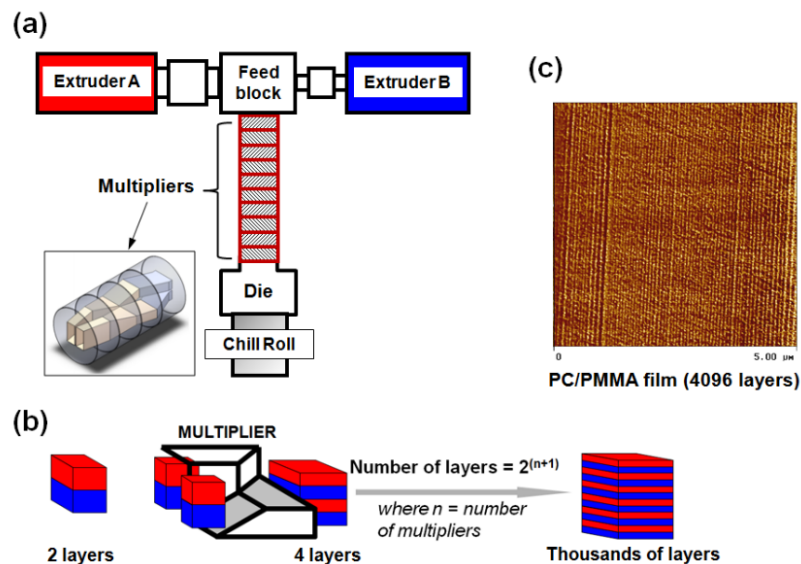 (a)
Extruder A
Feed
block
Extruder B
Multipliers
Die
Chill Roll
(c)
0
5.00 µM
PC/PMMA film (4096 layers)
(b)
MULTIPLIER
Number of layers = 2^(n+1)
where n = number
of multipliers
2 layers
4 layers
Thousands of layers